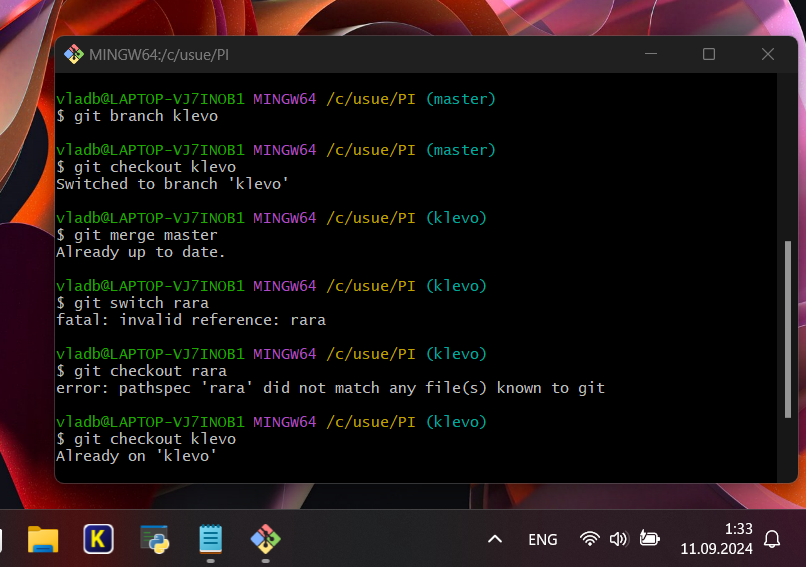 MINGW64:/c/usue/PI
vladb@LAPTOP-VJ7INOB1 MINGW64 /c/usue/PI (master)
$ git branch klevo
vladb@LAPTOP-VJ7INOB1 MINGW64 /c/usue/PI (master)
$ git checkout klevo
Switched to branch 'klevo'
vladb@LAPTOP-VJ7INOB1 MINGW64 /c/usue/PI (klevo)
$ git merge master
Already up to date.
vladb@LAPTOP-VJ7INOB1 MINGW64 /c/usue/PI (klevo)
$ git switch rara
fatal: invalid reference: rara
vladb@LAPTOP-VJ7INOB1 MINGW64 /c/usue/PI (klevo)
$ git checkout rara
error: pathspec 'rara' did not match any file(s) known to git
vladb@LAPTOP-VJ7INOB1 MINGW64 /c/usue/PI (klevo)
$ git checkout klevo
Already on 'klevo'
K
ENG
1:33
11.09.2024